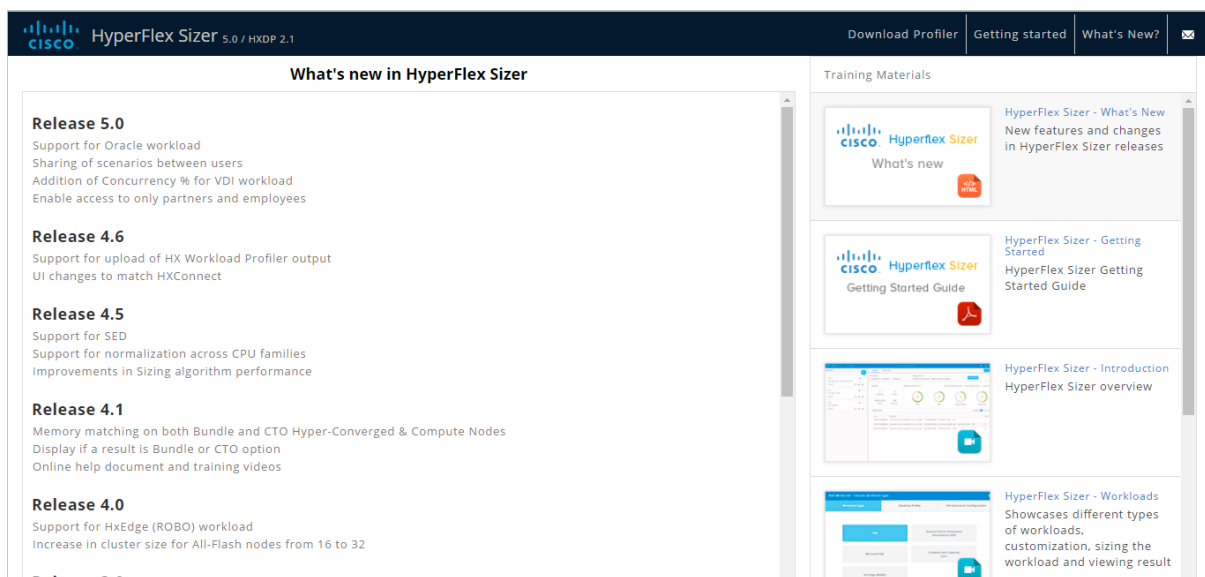 CISCO HyperFlex Sizer 5.0 / HXDP 2.1
Download Profiler Getting started What's New?
What's new in HyperFlex Sizer
Release 5.0
Support for Oracle workload
Sharing of scenarios between users
Addition of Concurrency % for VDI workload
Enable access to only partners and employees
Release 4.6
Support for upload of HX Workload Profiler output
UI changes to match HXConnect
Release 4.5
Support for SED
Support for normalization across CPU families
Improvements in Sizing algorithm performance
Release 4.1
Memory matching on both Bundle and CTO Hyper-Converged & Compute Nodes
Display if a result is Bundle or CTO option
Online help document and training videos
Release 4.0
Support for HxEdge (ROBO) workload
Increase in cluster size for All-Flash nodes from 16 to 32
Training Materials
CISCO Hyperflex Sizer
What's new
</>
HTML
HyperFlex Sizer - What's New
New features and changes
in HyperFlex Sizer releases
CISCO Hyperflex Sizer
Getting Started Guide
HyperFlex Sizer - Getting
Started
HyperFlex Sizer Getting
Started Guide
HyperFlex Sizer - Introduction
HyperFlex Sizer overview
HyperFlex Sizer - Workloads
Showcases different types
of workloads,
customization, sizing the
workload and viewing result